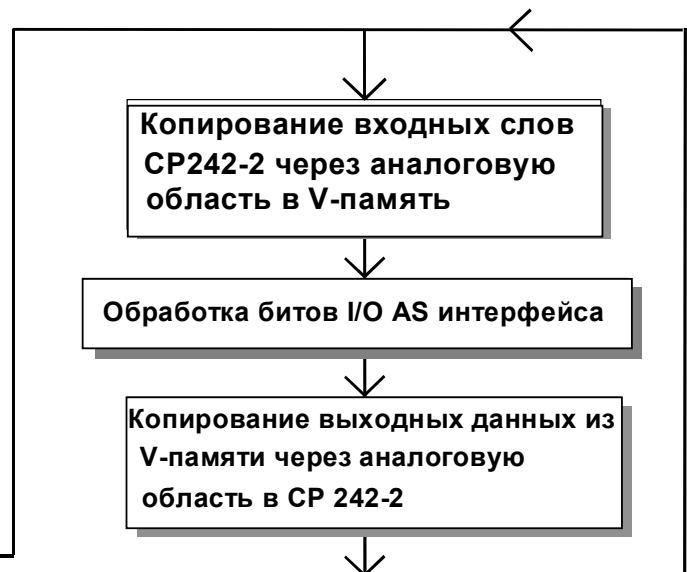 Копирование входных слов
CP242-2 через аналоговую
область в V-память
Обработка битов I/O AS интерфейса
Копирование выходных данных из
V-памяти через аналоговую
область в CP 242-2